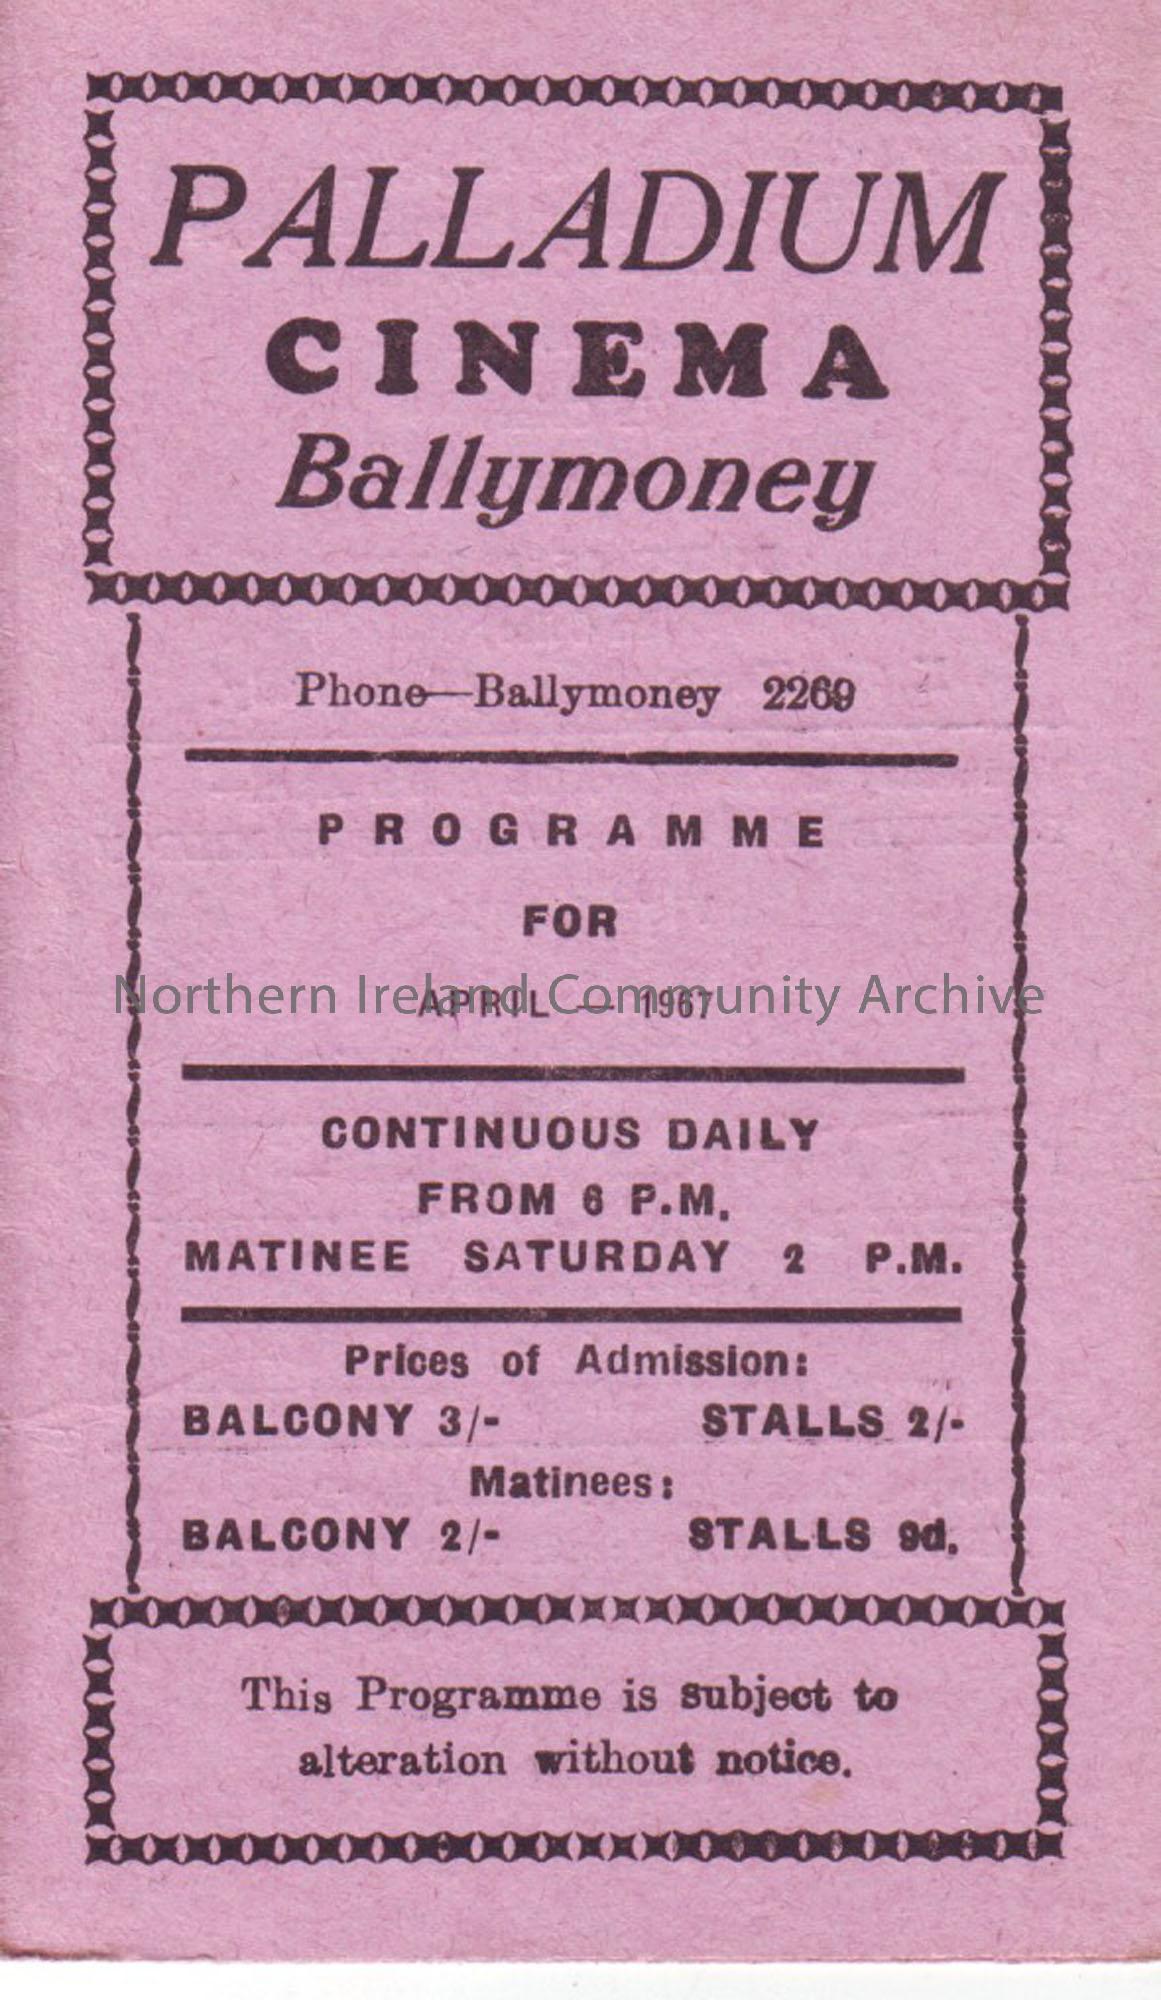 PALLADIUM
CINEMA
Ballymoney
Phone—Ballymoney 2269
PROGRAMME
FOR
APRIL — 1967
Northern Ireland Community Archive
CONTINUOUS DAILY
FROM 6 P.M.
MATINEE SATURDAY 2 P.M.
Prices of Admission:
BALCONY 3/- STALLS 2/-
Matinees:
BALCONY 2/- STALLS 9d.
This Programme is subject to
alteration without notice.